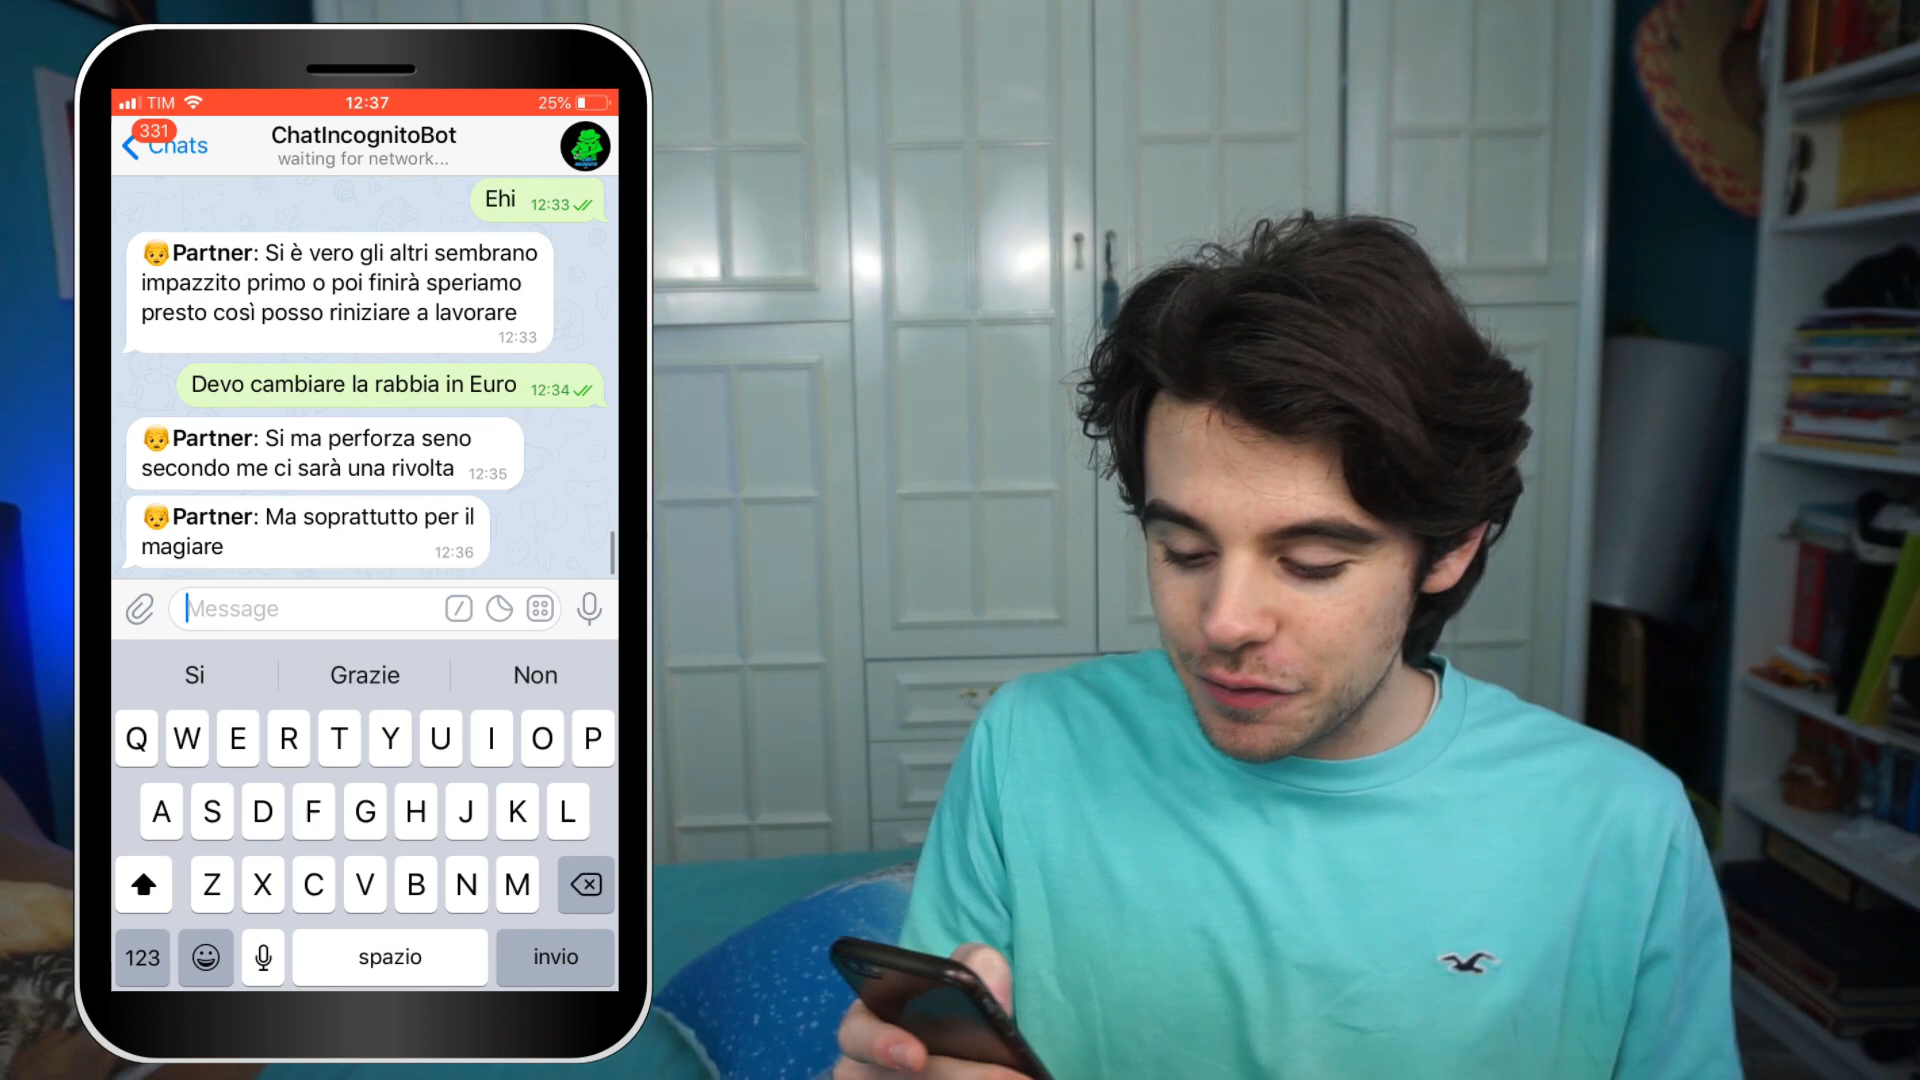 TIM 12:37 25%
331
Chats
ChatIncognitoBot
waiting for network...
Ehi 12:33
Partner: Si è vero gli altri sembrano
impazzito primo o poi finirà speriamo
presto così posso riniziare a lavorare
12:33
Devo cambiare la rabbia in Euro 12:34
Partner: Si ma perforza seno
secondo me ci sarà una rivolta 12:35
Partner: Ma soprattutto per il
magiare 12:36
Message
Si Grazie Non
Q W E R T Y U I O P
A S D F G H J K L
Z X C V B N M
123 spazio invio